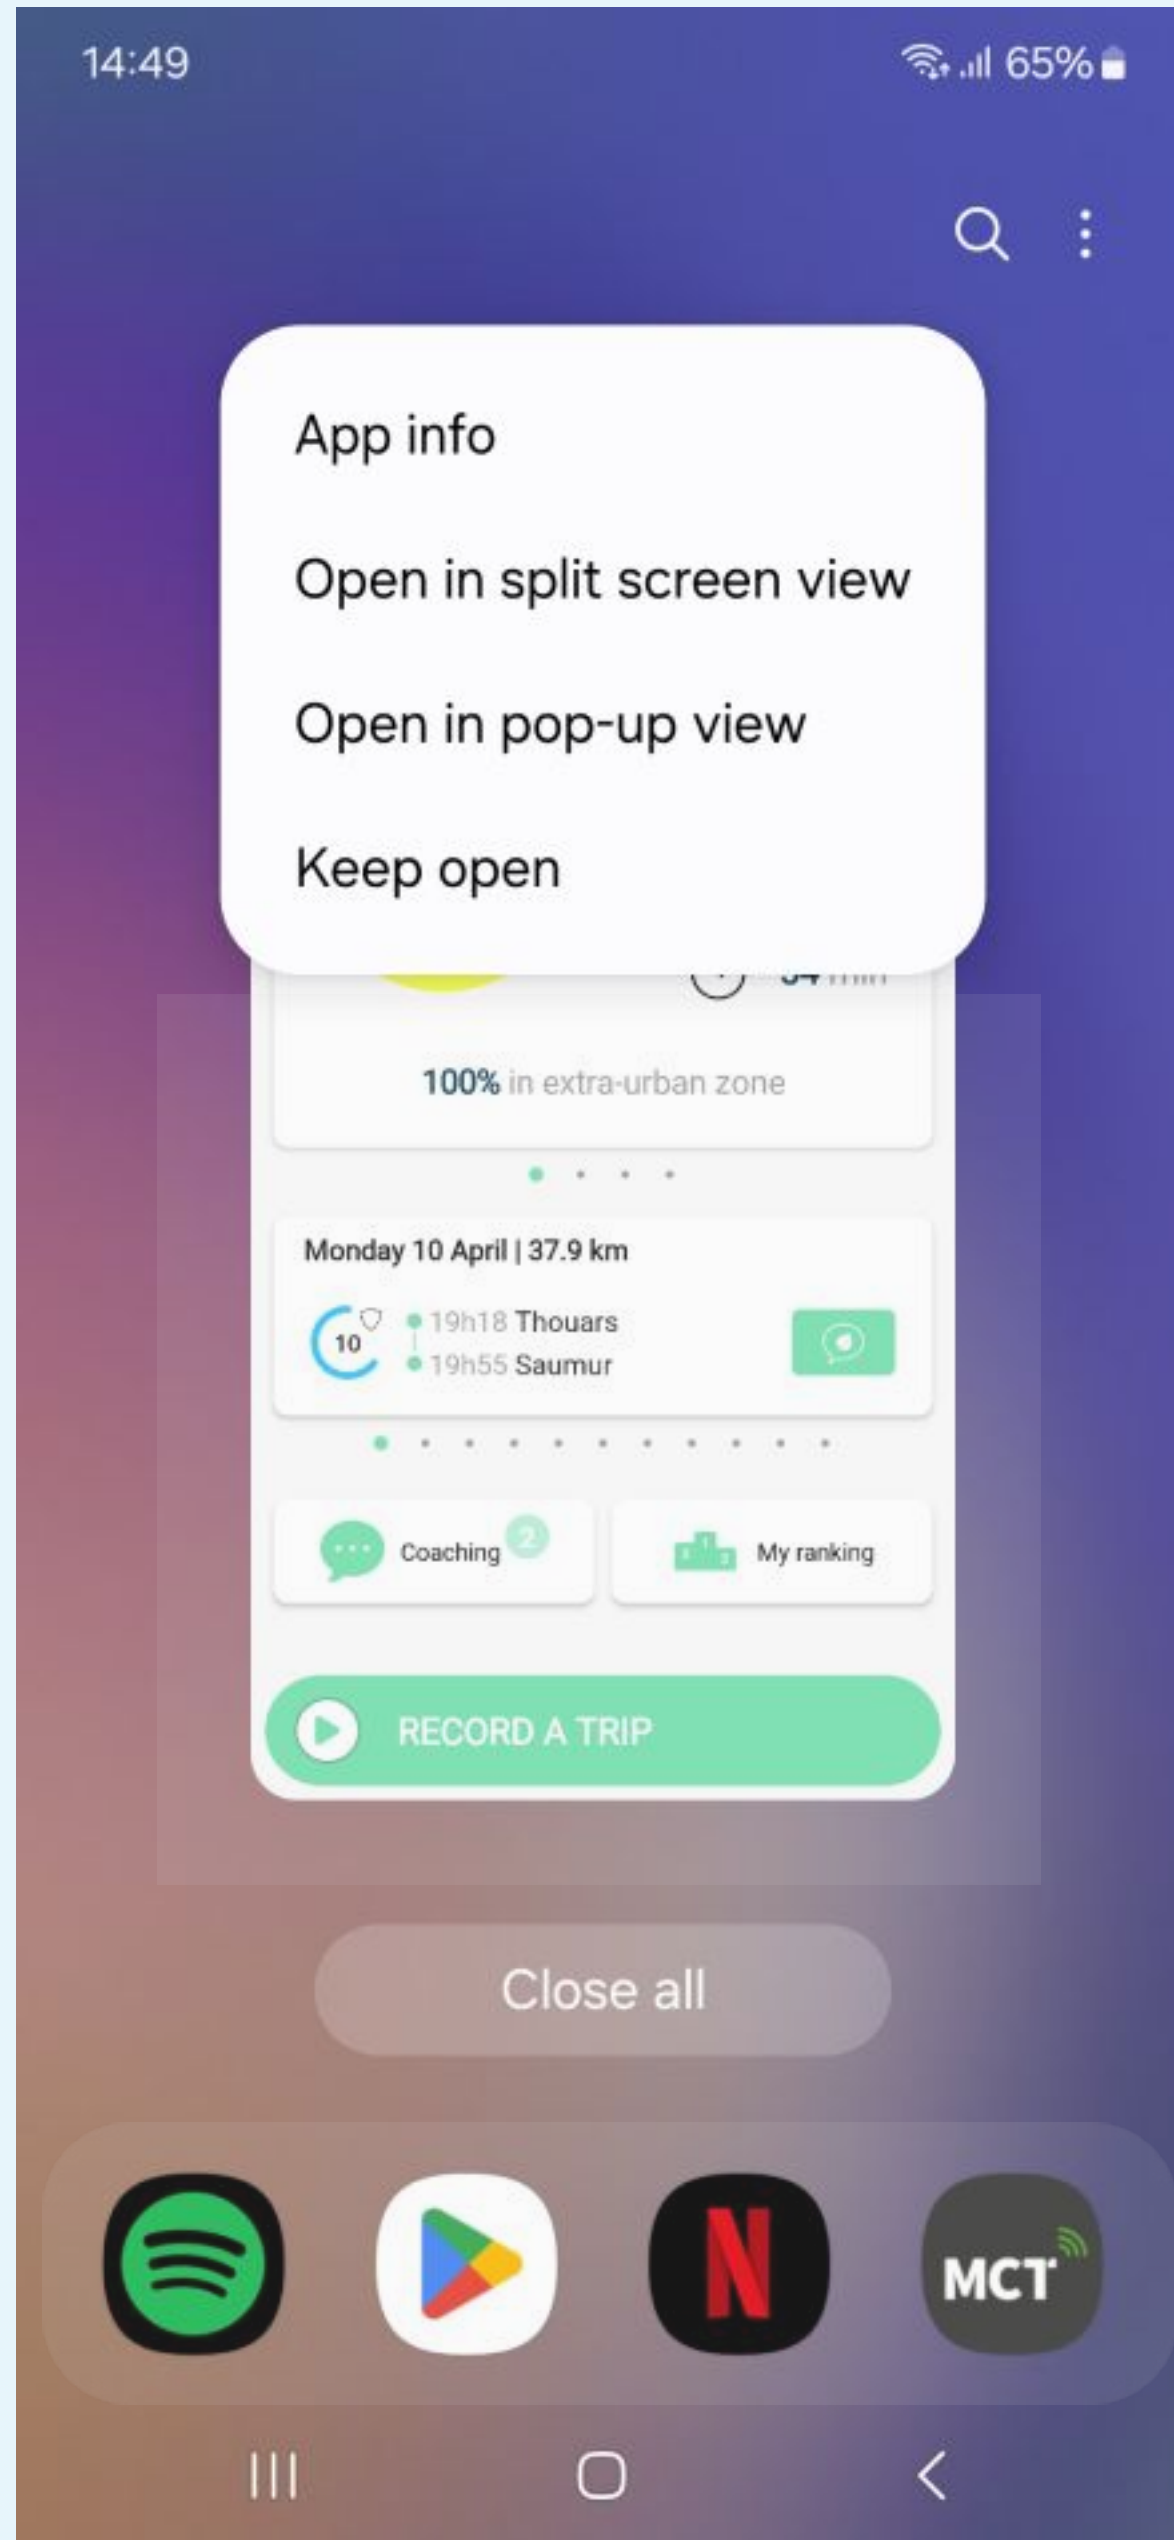 14:49
65%
App info
Open in split screen view
Open in pop-up view
Keep open
100% in extra-urban zone
Monday 10 April | 37.9 km
10
19h18 Thouars
19h55 Saumur
Coaching 2
My ranking
RECORD A TRIP
Close all
N
MCT